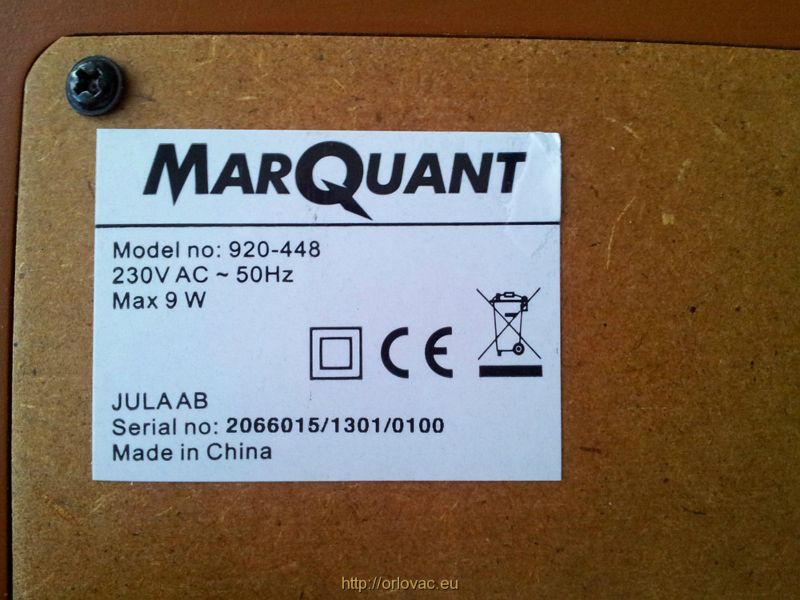 MARQUANT
Model no: 920-448
230V AC ~ 50Hz
Max 9 W
CE
JULA AB
Serial no: 2066015/1301/0100
Made in China
http://orlovac.eu